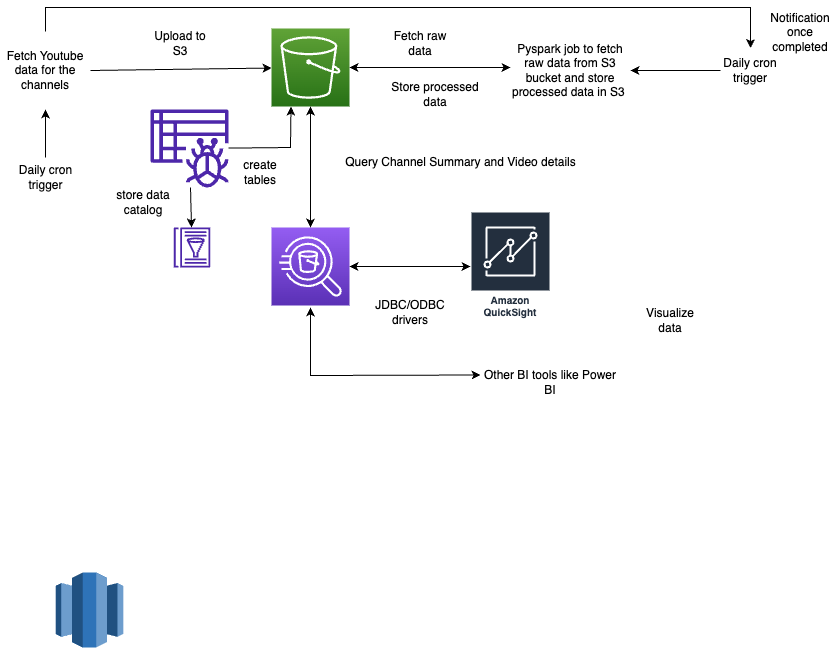 Notification
once
completed
Upload to
S3
Fetch raw
data
Fetch Youtube
data for the
channels
Pyspark job to fetch
raw data from S3
bucket and store
processed data in S3
Daily cron
trigger
Store processed
data
Daily cron
trigger
create
tables
Query Channel Summary and Video details
store data
catalog
Amazon
QuickSight
JDBC/ODBC
drivers
Visualize
data
Other BI tools like Power
BI